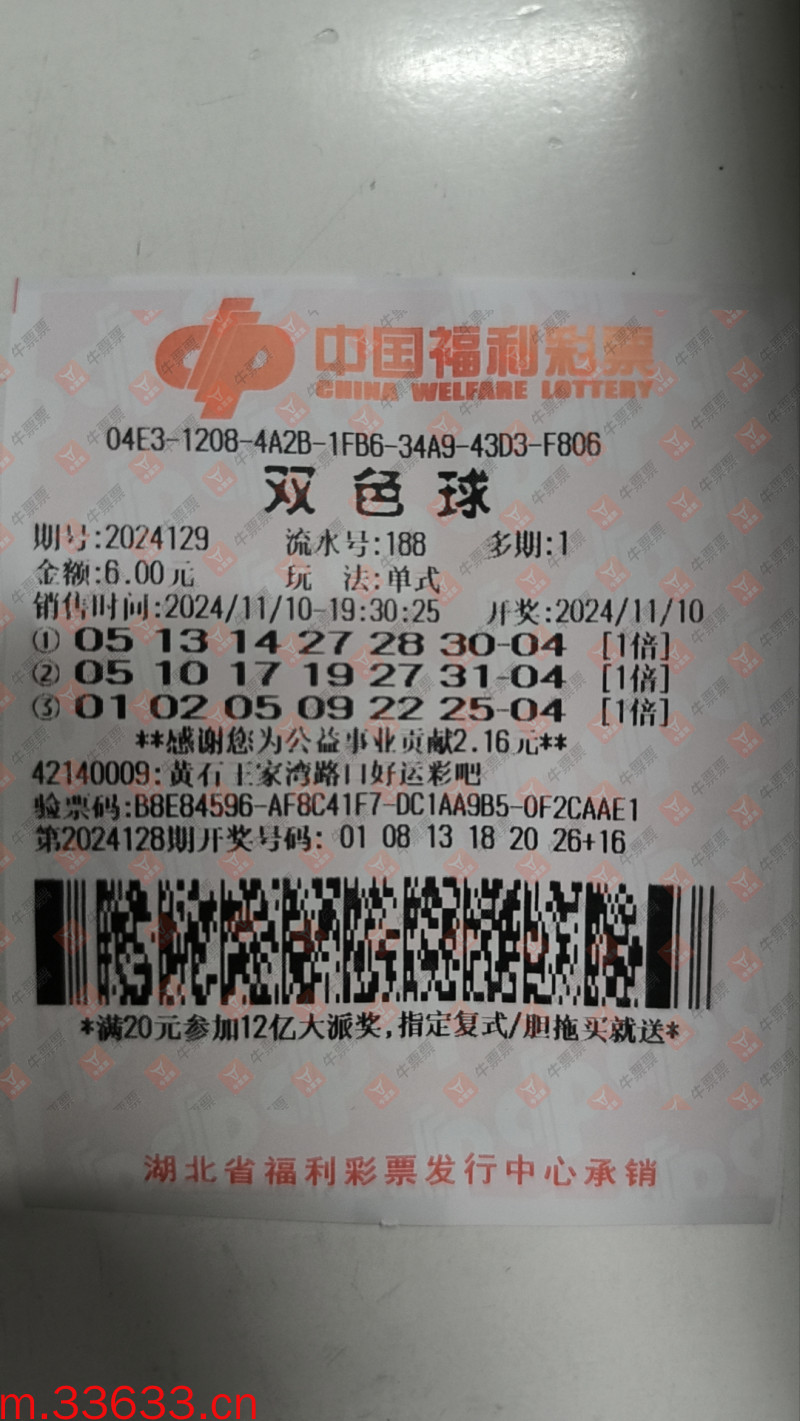 中国福利彩票
CHINA WELFARE LOTTERY
04E3-1208-4A2B-1FB6-34A9-43D3-F806
双色球
期号:2024129 流水号:188 多期:1
金额:6.00元 玩 法:单式
销售时间:2024/11/10-19:30:25 开奖:2024/11/10
① 05 13 14 27 28 30-04 [1倍]
② 05 10 17 19 27 31-04 [1倍]
③ 01 02 05 09 22 25-04 [1倍]
**感谢您为公益事业贡献2.16元**
42140009:黄石王家湾路口好运彩吧
验票码:B8E84596-AF8C41F7-DC1AA9B5-0F2CAAE1
第2024128期开奖号码: 01 08 13 18 20 26+16
*满20元参加12亿大派奖,指定复式/胆拖买就送*
湖北省福利彩票发行中心承销
牛票票
m.33633.cn